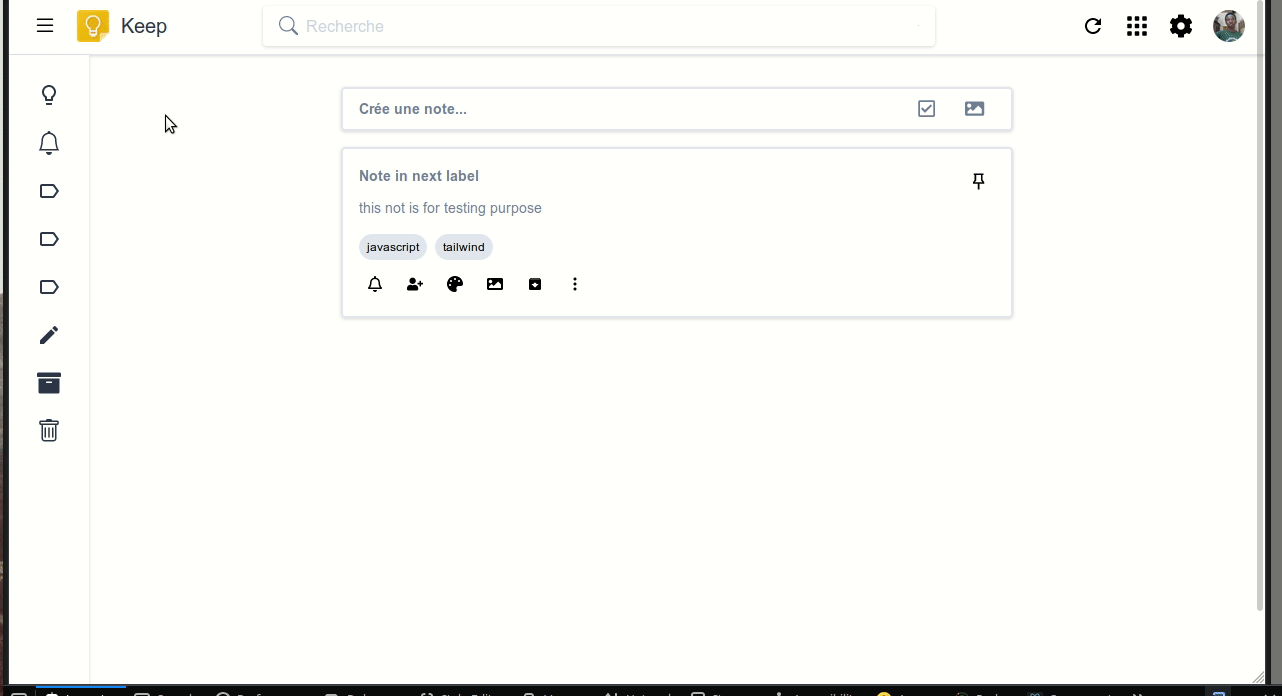 Keep
Recherche
Crée une note...
Note in next label
this not is for testing purpose
javascript tailwind